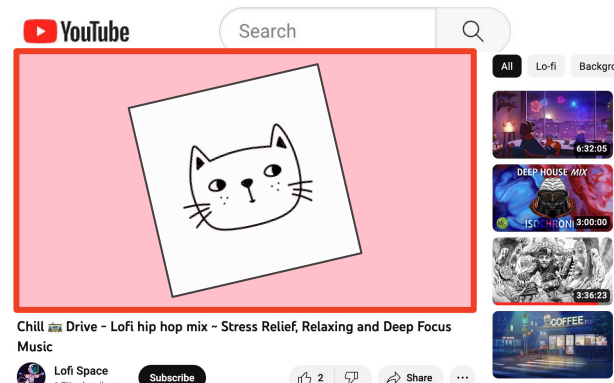 YouTube
Search
All
Lo-fi
6:32:05
DEEP HOUSE MIX
3:00:00
3:36:23
COFFEE
Chill 🚎 Drive - Lofi hip hop mix ~ Stress Relief, Relaxing and Deep Focus
Music
Lofi Space
Subscribe
2
Share